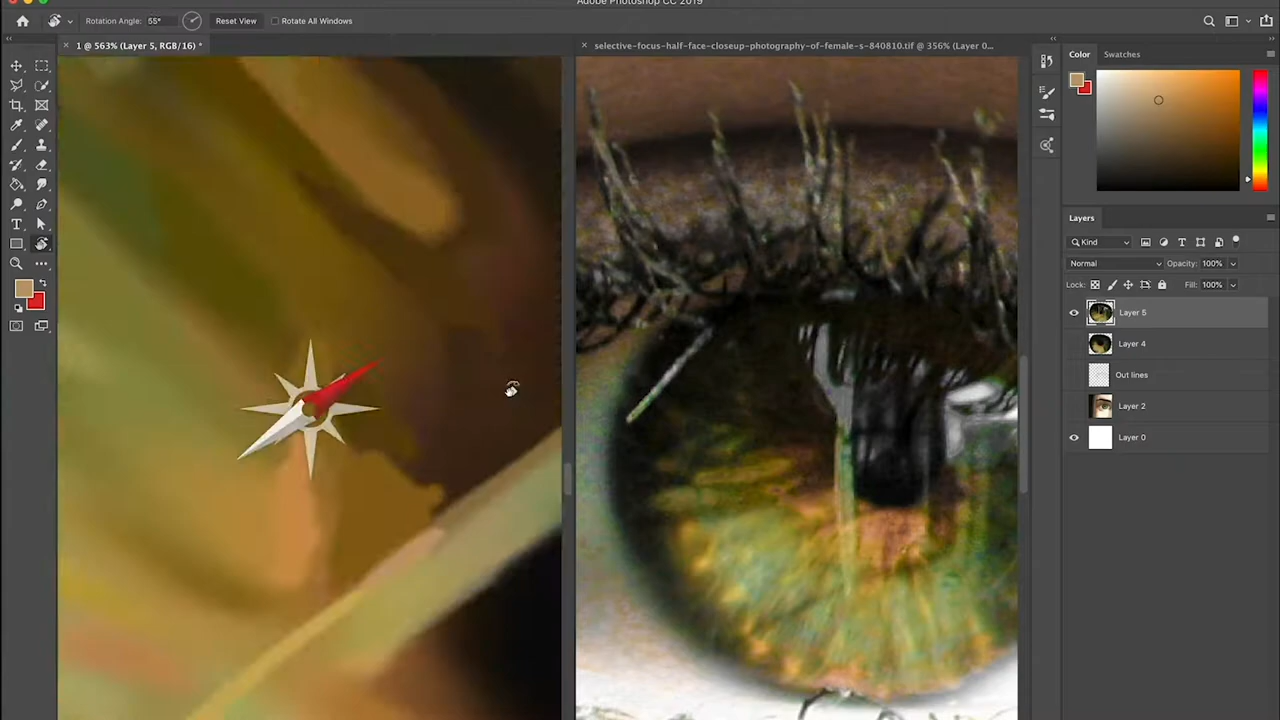 Adobe Photoshop CC 2019
Rotation Angle: 55° Reset View Rotate All Windows
1 @ 563% (Layer 5, RGB/16) *
selective-focus-half-face-closeup-photography-of-female-s-840810.tif @ 356% (Layer 0...
Color Swatches
Layers
Kind
Normal Opacity: 100%
Lock: Fill: 100%
Layer 5
Layer 4
Out lines
Layer 2
Layer 0